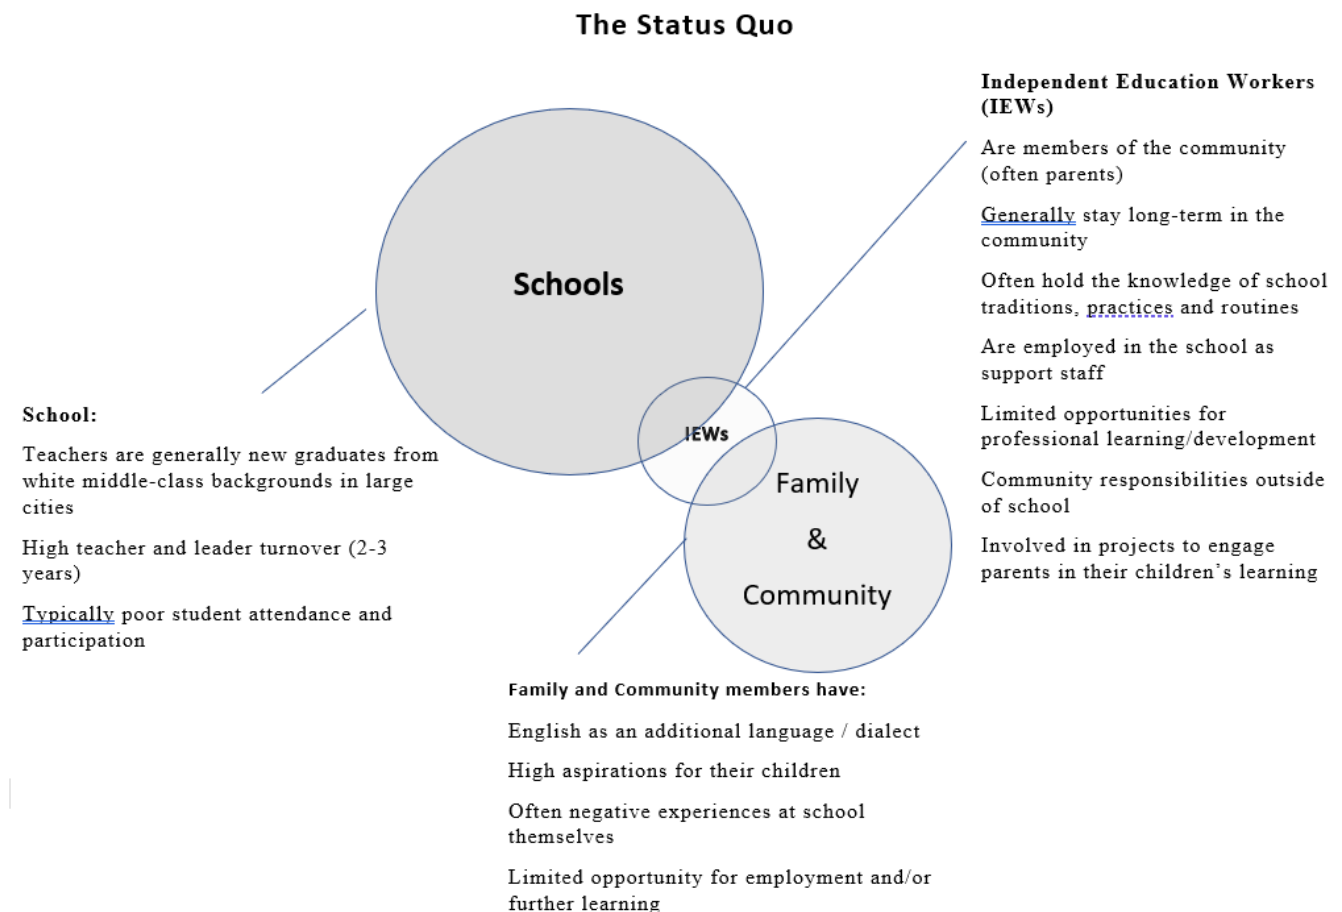 The Status Quo
Independent Education Workers
(IEWs)
Are members of the community
(often parents)
Generally stay long-term in the
community
Often hold the knowledge of school
traditions, practices and routines
Are employed in the school as
support staff
Limited opportunities for
professional learning/development
Community responsibilities outside
of school
Involved in projects to engage
parents in their children’s learning
Schools
IEWs
Family
&
Community
School:
Teachers are generally new graduates from
white middle-class backgrounds in large
cities
High teacher and leader turnover (2-3
years)
Typically poor student attendance and
participation
Family and Community members have:
English as an additional language / dialect
High aspirations for their children
Often negative experiences at school
themselves
Limited opportunity for employment and/or
further learning